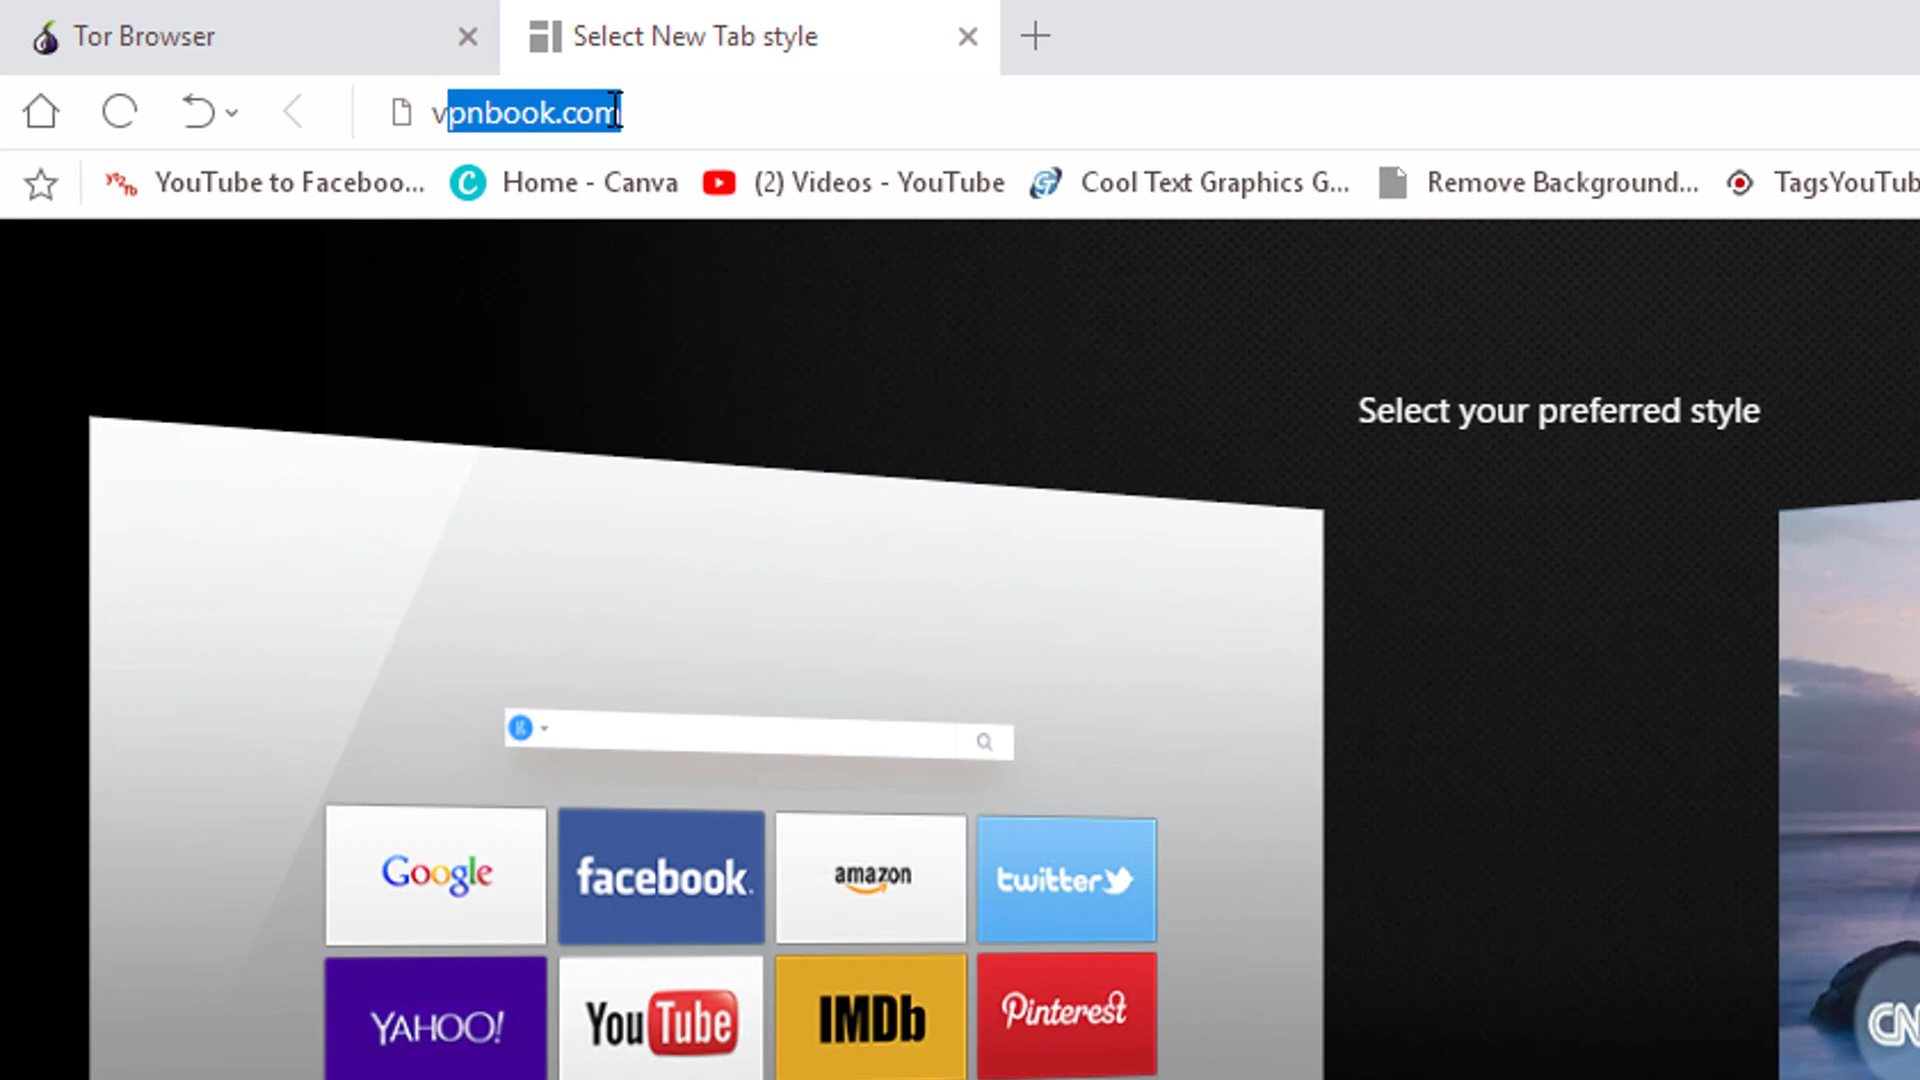 Tor Browser
Select New Tab style
vpnbook.com
YouTube to Faceboo...
Home - Canva
(2) Videos - YouTube
Cool Text Graphics G...
Remove Background...
TagsYouTub
Select your preferred style
g
Google
facebook.
amazon
twitter
YAHOO!
YouTube
IMDb
Pinterest
CN